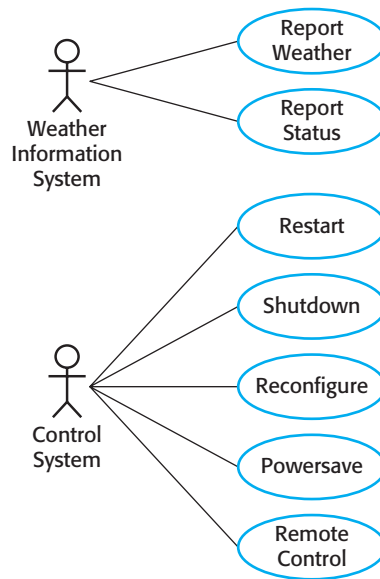 Report
Weather
Report
Status
Weather
Information
System
Restart
Shutdown
Reconfigure
Control
System
Powersave
Remote
Control